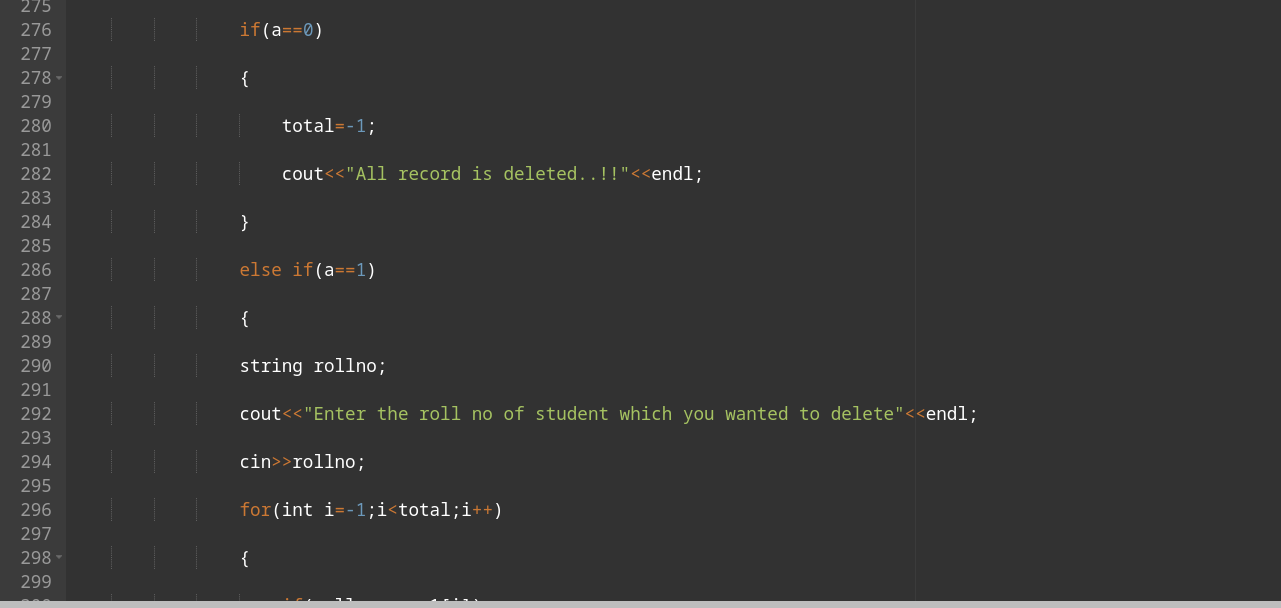 275
276 if(a==0)
277
278 {
279
280 total=-1;
281
282 cout<<"All record is deleted..!!"<<endl;
283
284 }
285
286 else if(a==1)
287
288 {
289
290 string rollno;
291
292 cout<<"Enter the roll no of student which you wanted to delete"<<endl;
293
294 cin>>rollno;
295
296 for(int i=-1;i<total;i++)
297
298 {
299